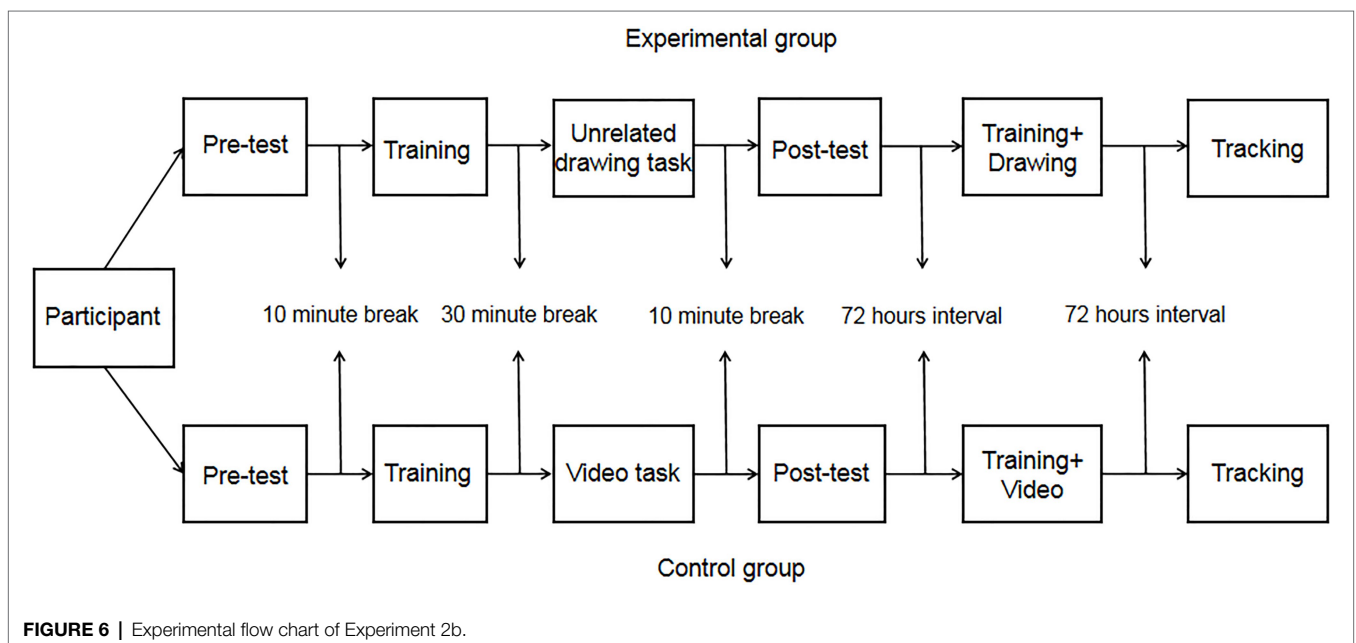 Experimental group
Pre-test
Training
Unrelated
drawing task
Post-test
Training+
Drawing
Tracking
Participant
10 minute break
30 minute break
10 minute break
72 hours interval
72 hours interval
Pre-test
Training
Video task
Post-test
Training+
Video
Tracking
Control group
FIGURE 6 | Experimental flow chart of Experiment 2b.